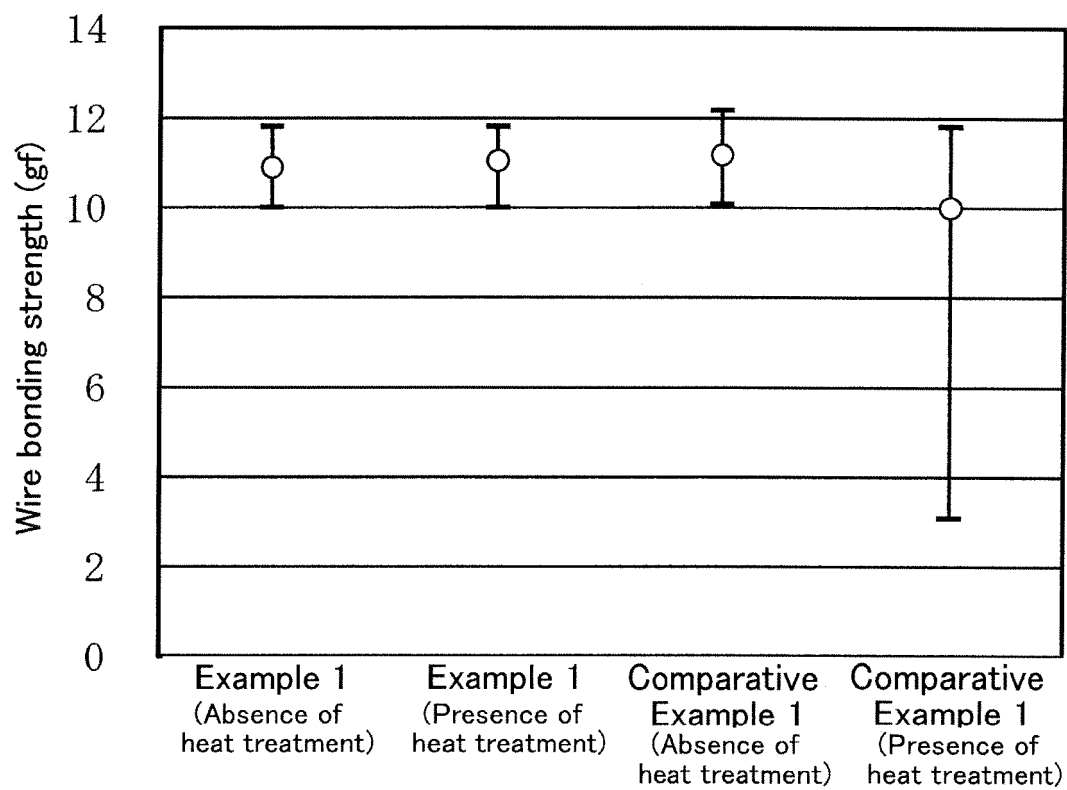 Wire bonding strength (gf)
14
12
10
8
6
4
2
0
Example 1
(Absence of
heat treatment)
Example 1
(Presence of
heat treatment)
Comparative
Example 1
(Absence of
heat treatment)
Comparative
Example 1
(Presence of
heat treatment)